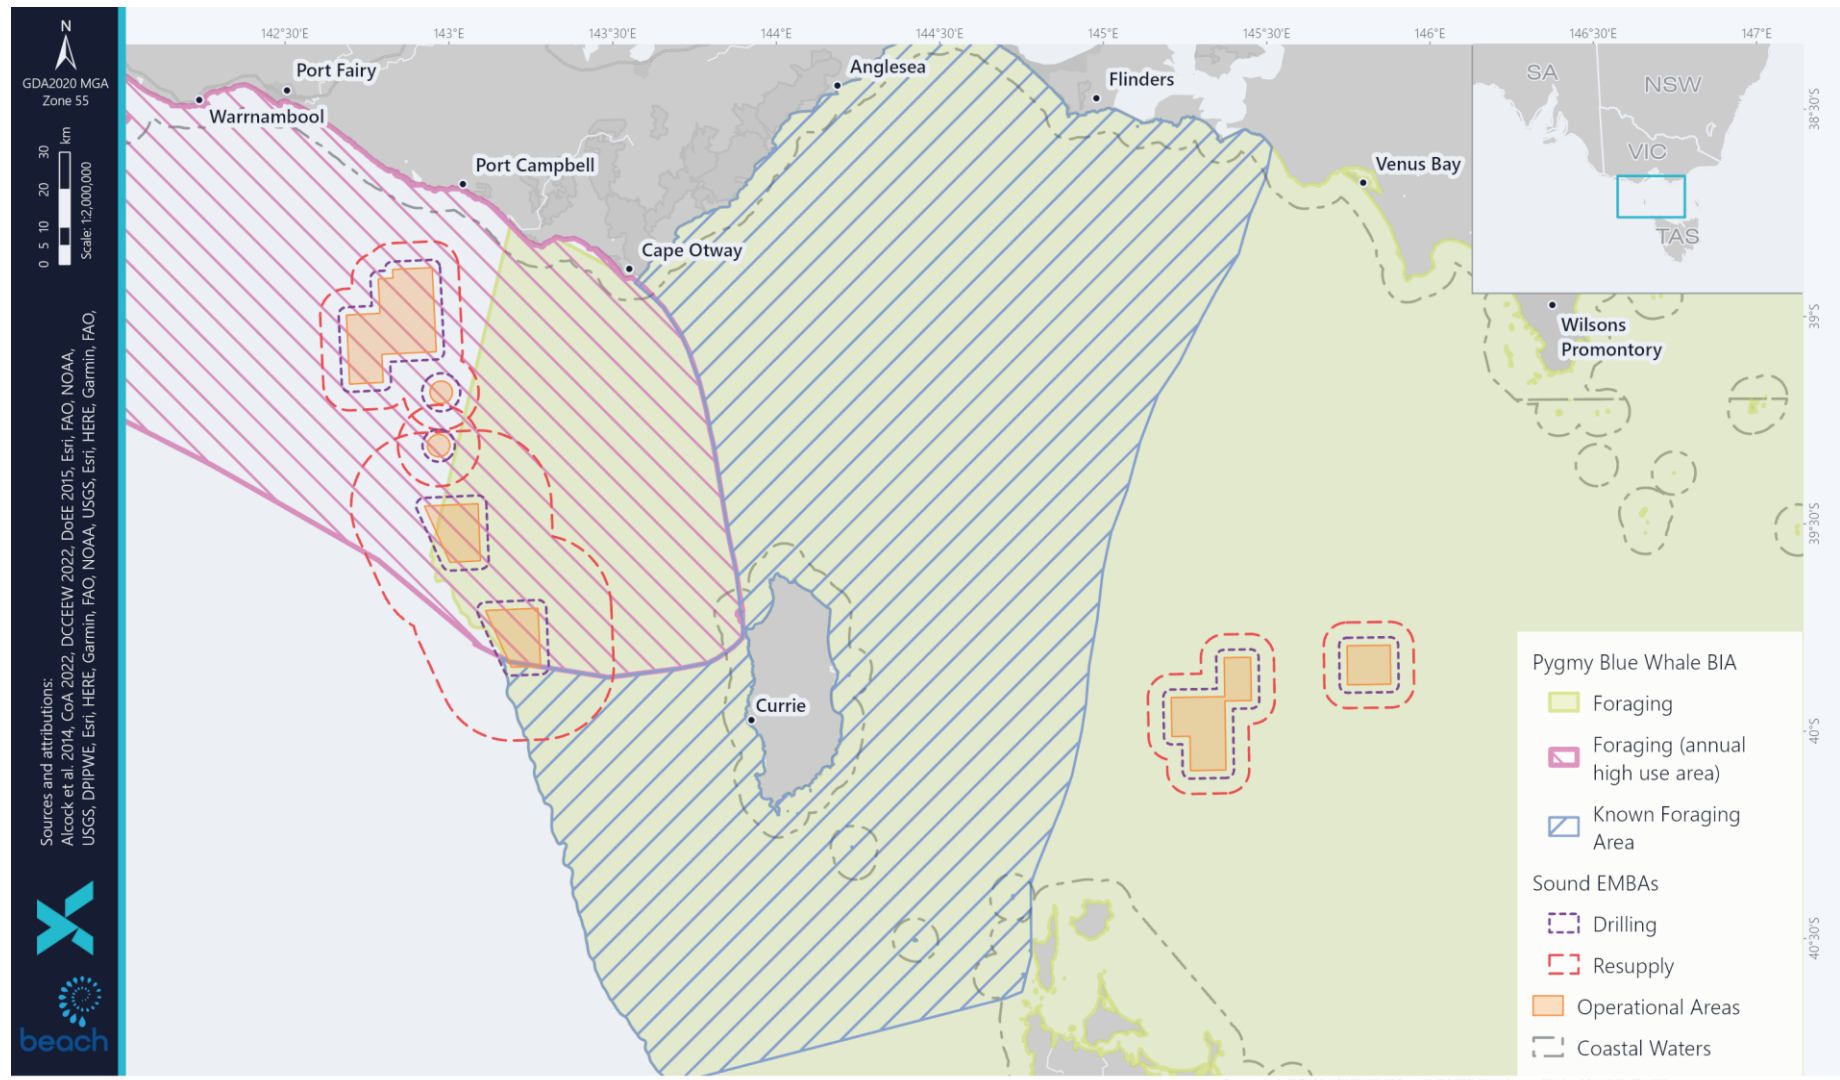 N
GDA2020 MGA
Zone 55
0 5 10 20 30 km
Scale: 1:2,000,000
Sources and attributions:
Alcock et al. 2014, CoA 2022, DCCEEW 2022, DoEE 2015, Esri, FAO, NOAA,
USGS, DPIPWE, Esri, HERE, Garmin, FAO, NOAA, USGS, Esri, HERE, Garmin, FAO,
beach
142°30'E 143°E 143°30'E 144°E 144°30'E 145°E 145°30'E 146°E 146°30'E 147°E
38°30'S
39°S
39°30'S
40°S
40°30'S
Port Fairy
Warrnambool
Port Campbell
Cape Otway
Anglesea
Flinders
Venus Bay
Wilsons
Promontory
Currie
SA
NSW
VIC
TAS
Pygmy Blue Whale BIA
Foraging
Foraging (annual
high use area)
Known Foraging
Area
Sound EMBAs
Drilling
Resupply
Operational Areas
Coastal Waters